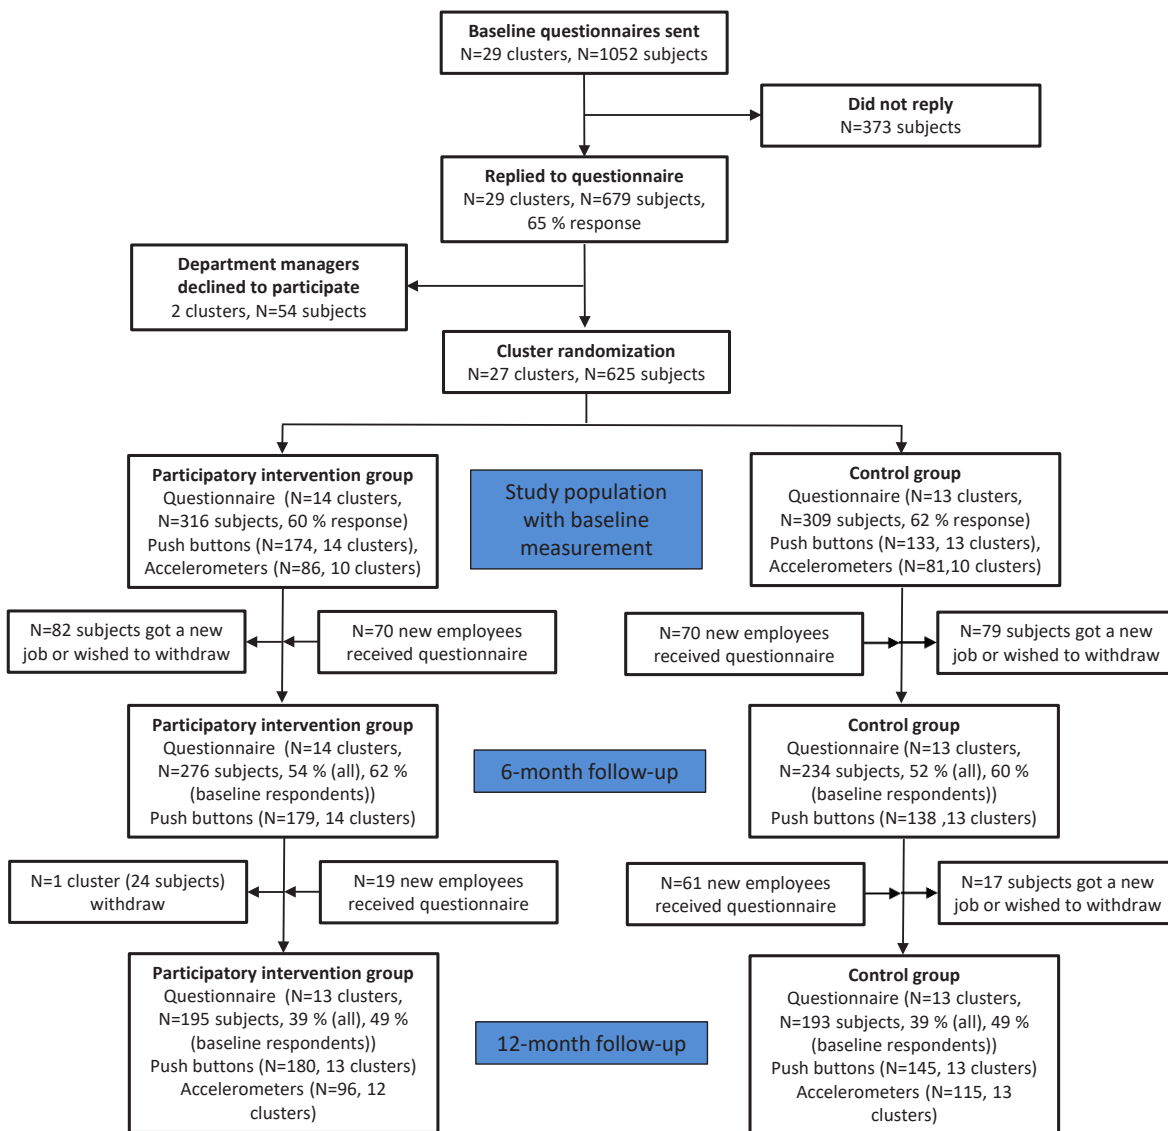 Baseline questionnaires sent
N=29 clusters, N=1052 subjects
Did not reply
N=373 subjects
Replied to questionnaire
N=29 clusters, N=679 subjects,
65 % response
Department managers
declined to participate
2 clusters, N=54 subjects
Cluster randomization
N=27 clusters, N=625 subjects
Participatory intervention group
Questionnaire (N=14 clusters,
N=316 subjects, 60 % response)
Push buttons (N=174, 14 clusters),
Accelerometers (N=86, 10 clusters)
Study population
with baseline
measurement
Control group
Questionnaire (N=13 clusters,
N=309 subjects, 62 % response)
Push buttons (N=133, 13 clusters),
Accelerometers (N=81,10 clusters)
N=82 subjects got a new
job or wished to withdraw
N=70 new employees
received questionnaire
N=70 new employees
received questionnaire
N=79 subjects got a new
job or wished to withdraw
Participatory intervention group
Questionnaire (N=14 clusters,
N=276 subjects, 54 % (all), 62 %
(baseline respondents))
Push buttons (N=179, 14 clusters)
6-month follow-up
Control group
Questionnaire (N=13 clusters,
N=234 subjects, 52 % (all), 60 %
(baseline respondents))
Push buttons (N=138 ,13 clusters)
N=1 cluster (24 subjects)
withdraw
N=19 new employees
received questionnaire
N=61 new employees
received questionnaire
N=17 subjects got a new
job or wished to withdraw
Participatory intervention group
Questionnaire (N=13 clusters,
N=195 subjects, 39 % (all), 49 %
(baseline respondents))
Push buttons (N=180, 13 clusters)
Accelerometers (N=96, 12
clusters)
12-month follow-up
Control group
Questionnaire (N=13 clusters,
N=193 subjects, 39 % (all), 49 %
(baseline respondents))
Push buttons (N=145, 13 clusters)
Accelerometers (N=115, 13
clusters)